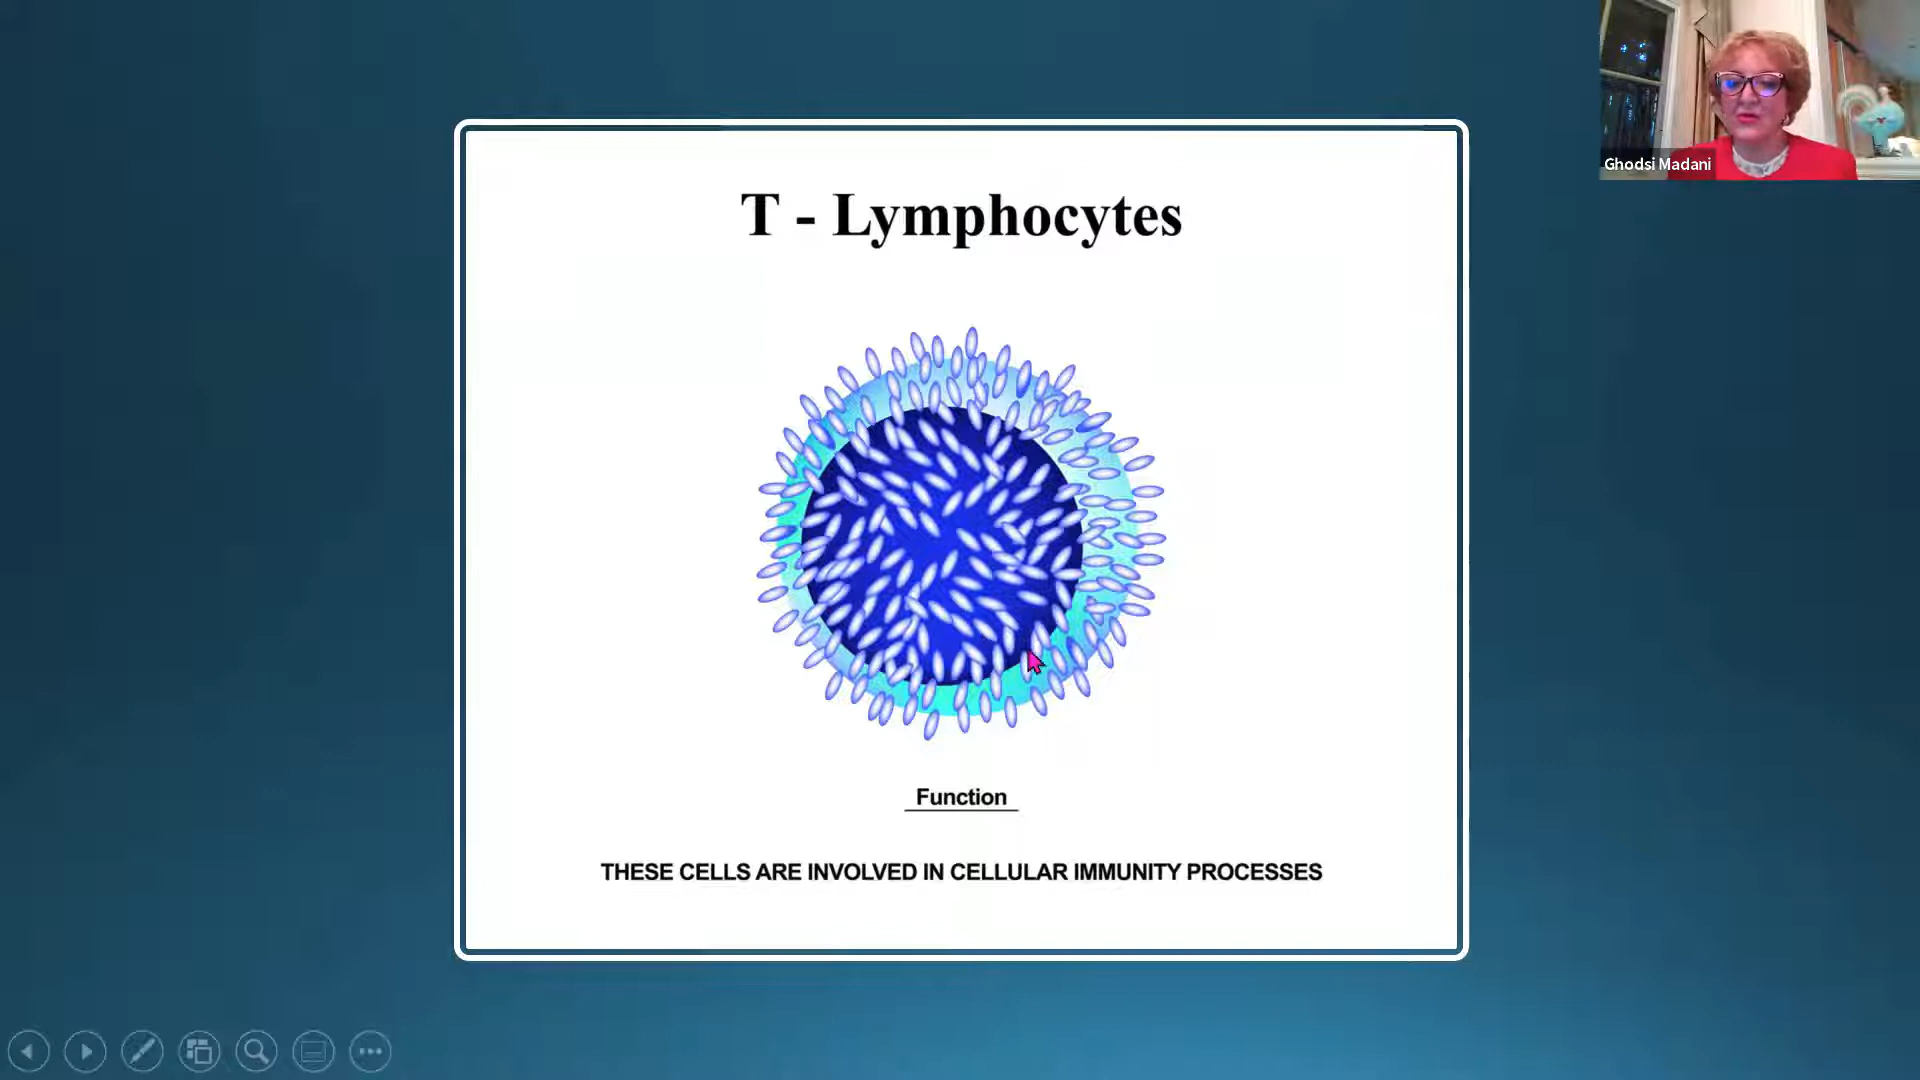 T - Lymphocytes
Ghodsi Madani
Function
THESE CELLS ARE INVOLVED IN CELLULAR IMMUNITY PROCESSES